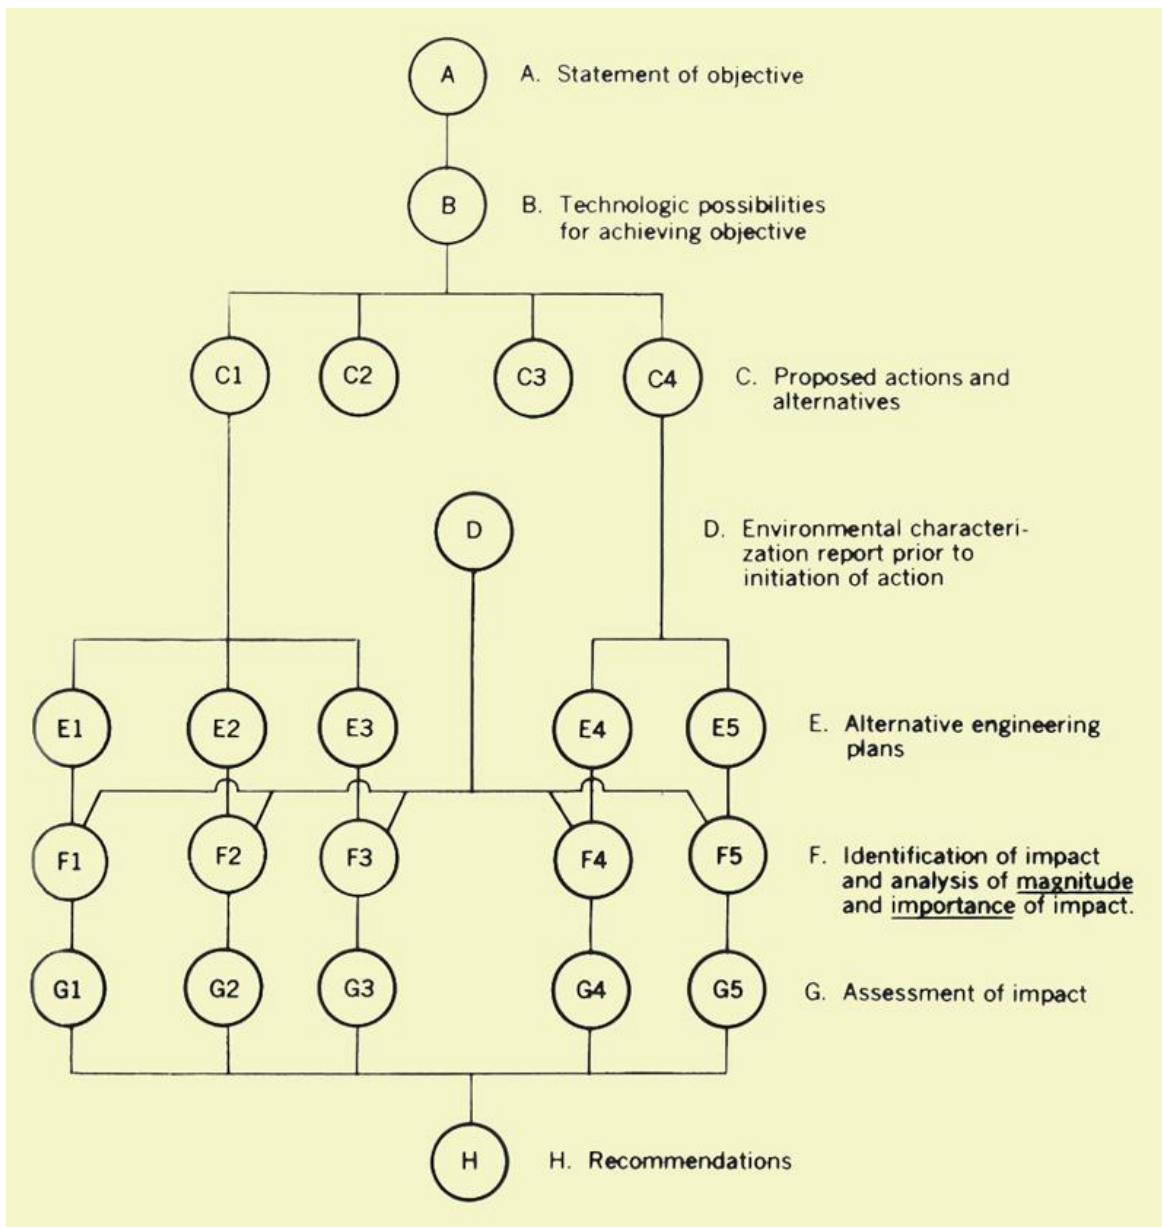 A
A. Statement of objective
B
B. Technologic possibilities
for achieving objective
C1
C2
C3
C4
C. Proposed actions and
alternatives
D
D. Environmental characteri-
zation report prior to
initiation of action
E1
E2
E3
E4
E5
E. Alternative engineering
plans
F1
F2
F3
F4
F5
F. Identification of impact
and analysis of magnitude
and importance of impact.
G1
G2
G3
G4
G5
G. Assessment of impact
H
H. Recommendations